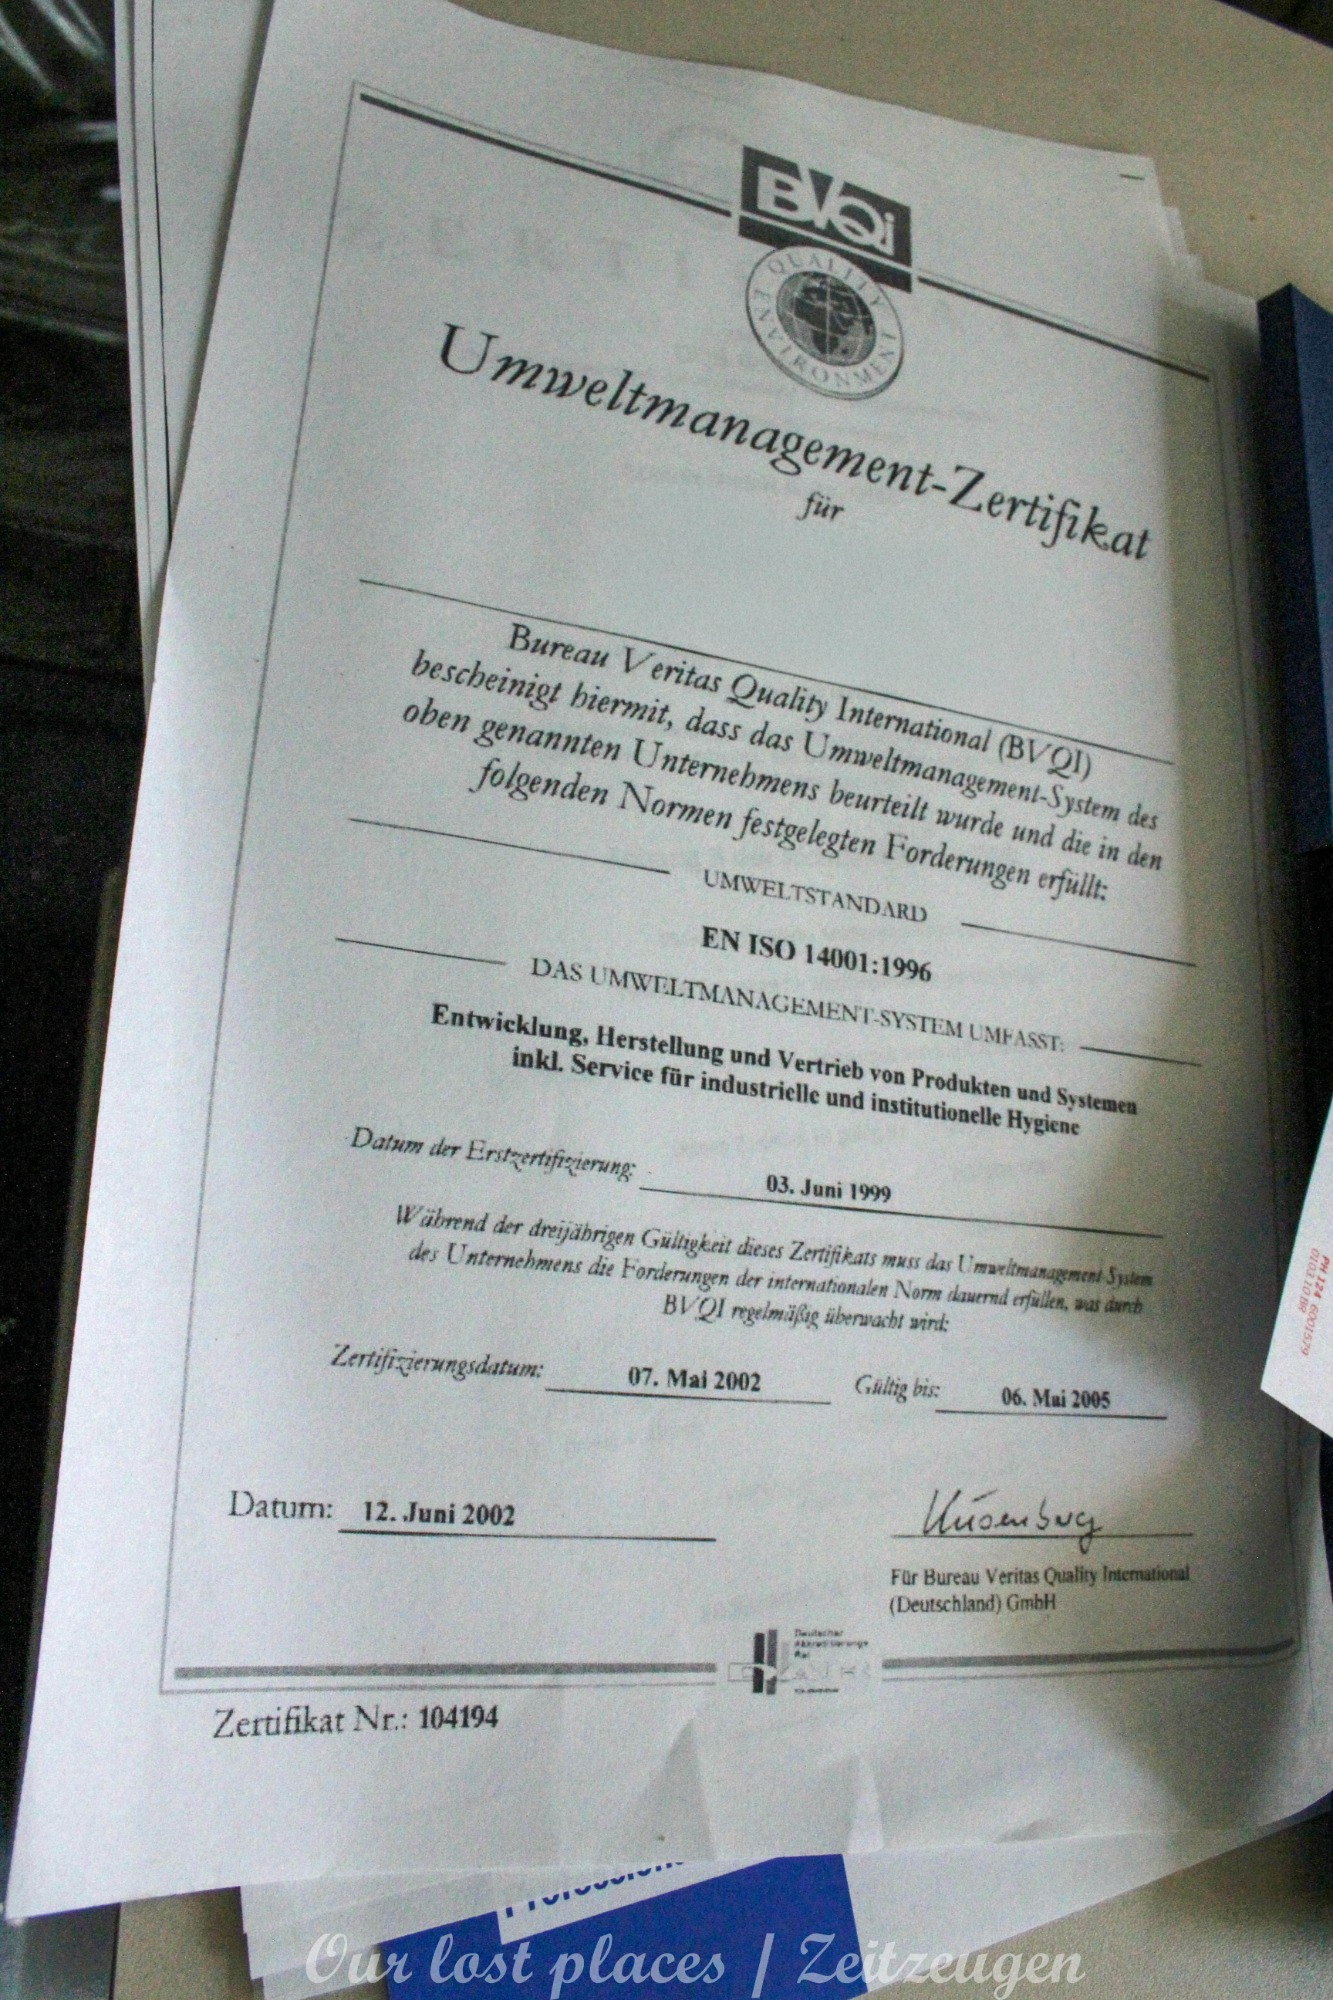 BVQi
QUALITY
ENVIRONMENT
Umweltmanagement-Zertifikat
für
Bureau Veritas Quality International (BVQI)
bescheinigt hiermit, dass das Umweltmanagement-System des
oben genannten Unternehmens beurteilt wurde und die in den
folgenden Normen festgelegten Forderungen erfüllt:
UMWELTSTANDARD
EN ISO 14001:1996
DAS UMWELTMANAGEMENT-SYSTEM UMFASST:
Entwicklung, Herstellung und Vertrieb von Produkten und Systemen
inkl. Service für industrielle und institutionelle Hygiene
Datum der Erstzertifizierung: 03. Juni 1999
Während der dreijährigen Gültigkeit dieses Zertifikats muss das Umweltmanagement-System
des Unternehmens die Forderungen der internationalen Norm dauernd erfüllen, was durch
BVQI regelmäßig überwacht wird:
Zertifizierungsdatum: 07. Mai 2002 Gültig bis: 06. Mai 2005
Datum: 12. Juni 2002
Für Bureau Veritas Quality International
(Deutschland) GmbH
Deutscher
Akkreditierungs
Rat
Zertifikat Nr.: 104194
PH 124 6001579
Our lost places / Zeitzeugen